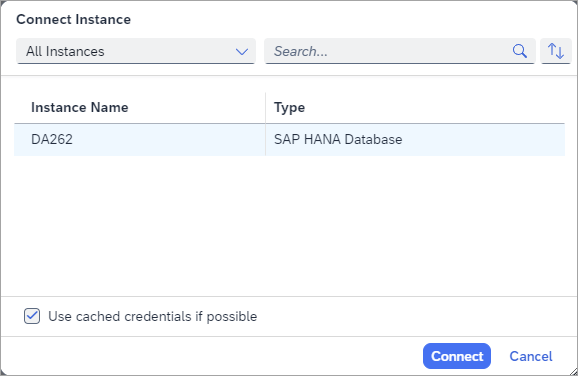 Connect Instance
All Instances Search...
Instance Name Type
DA262 SAP HANA Database
Use cached credentials if possible
Connect Cancel